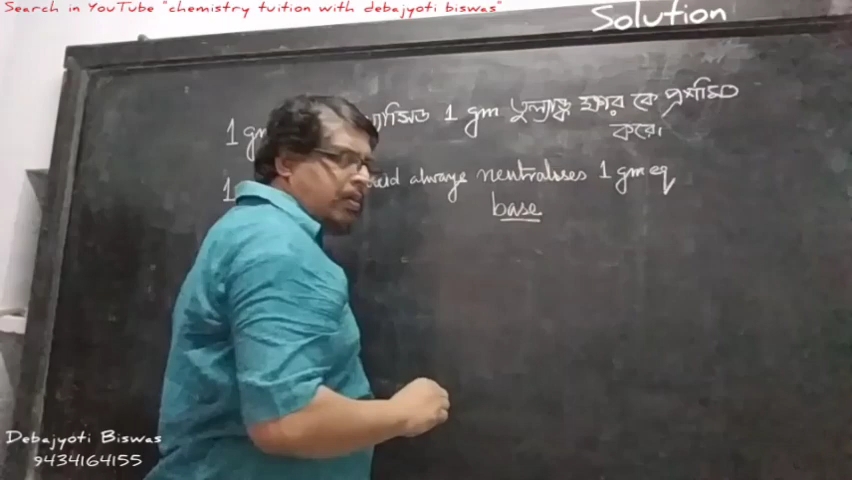 Search in YouTube "chemistry tuition with debajyoti biswas"
Solution
1 gm 1 gm তুল্যাঙ্ক ক্ষার কে প্রশমিত
করে।
1 acid always neutralises 1 gm eq
base
Debajyoti Biswas
9434164155